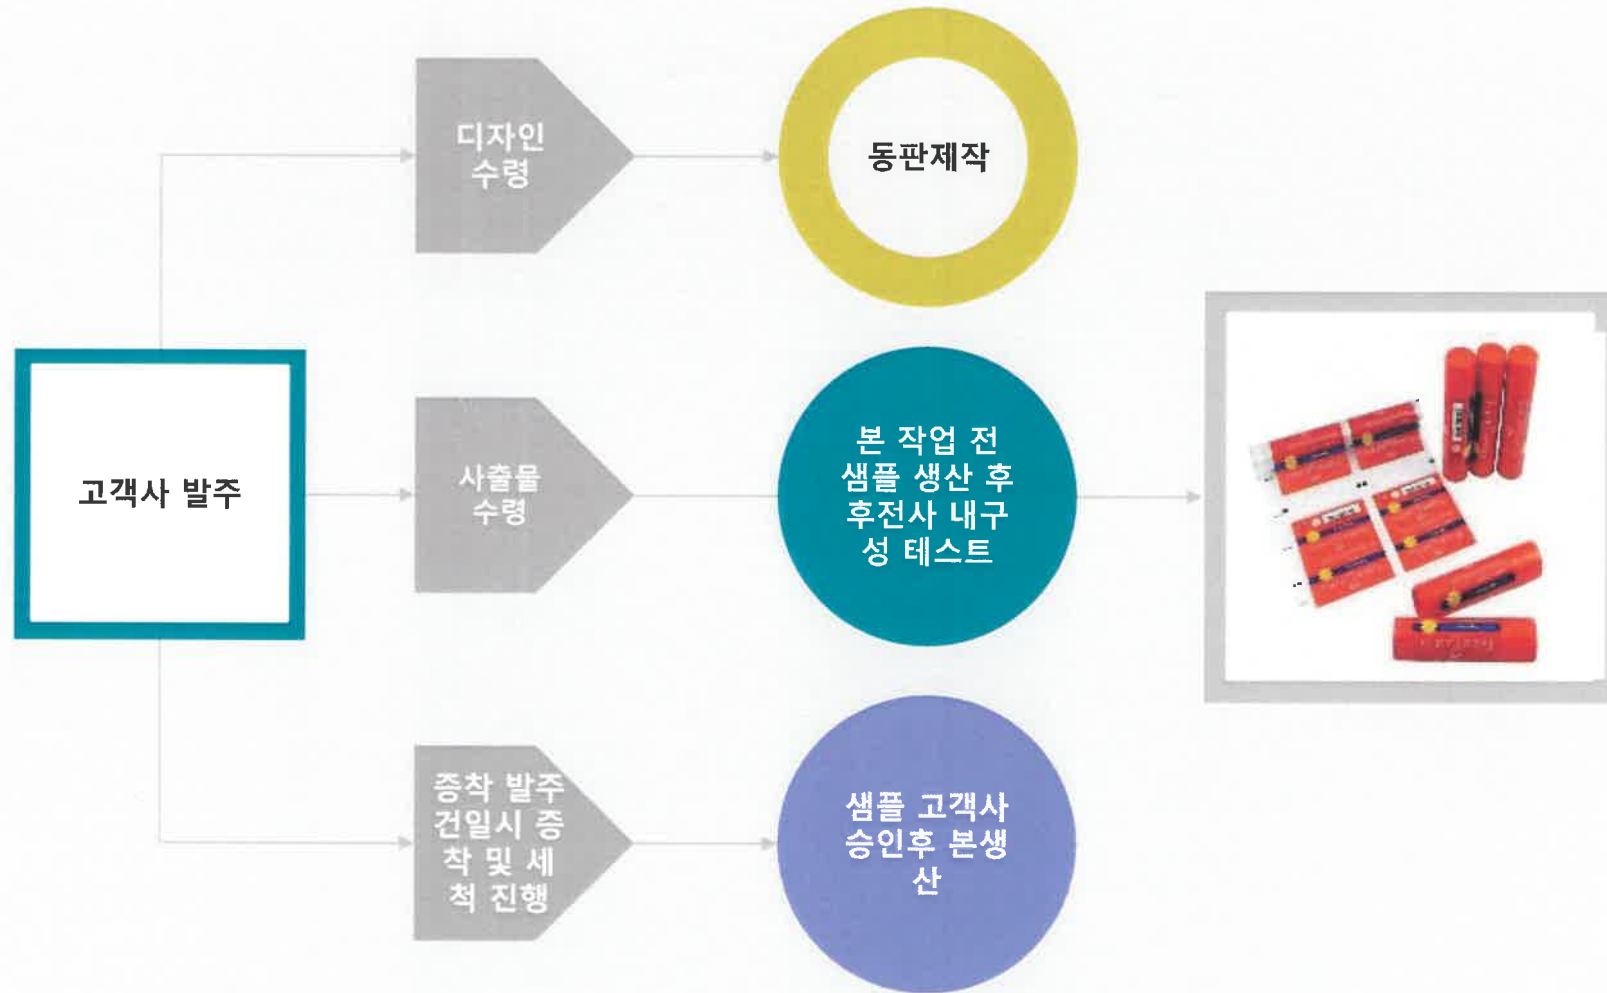 디자인
수령
동판제작
고객사 발주
사출물
수령
본 작업 전
샘플 생산 후
후전사 내구
성 테스트
증착 발주
건일시 증
착 및 세
척 진행
샘플 고객사
승인후 본생
산